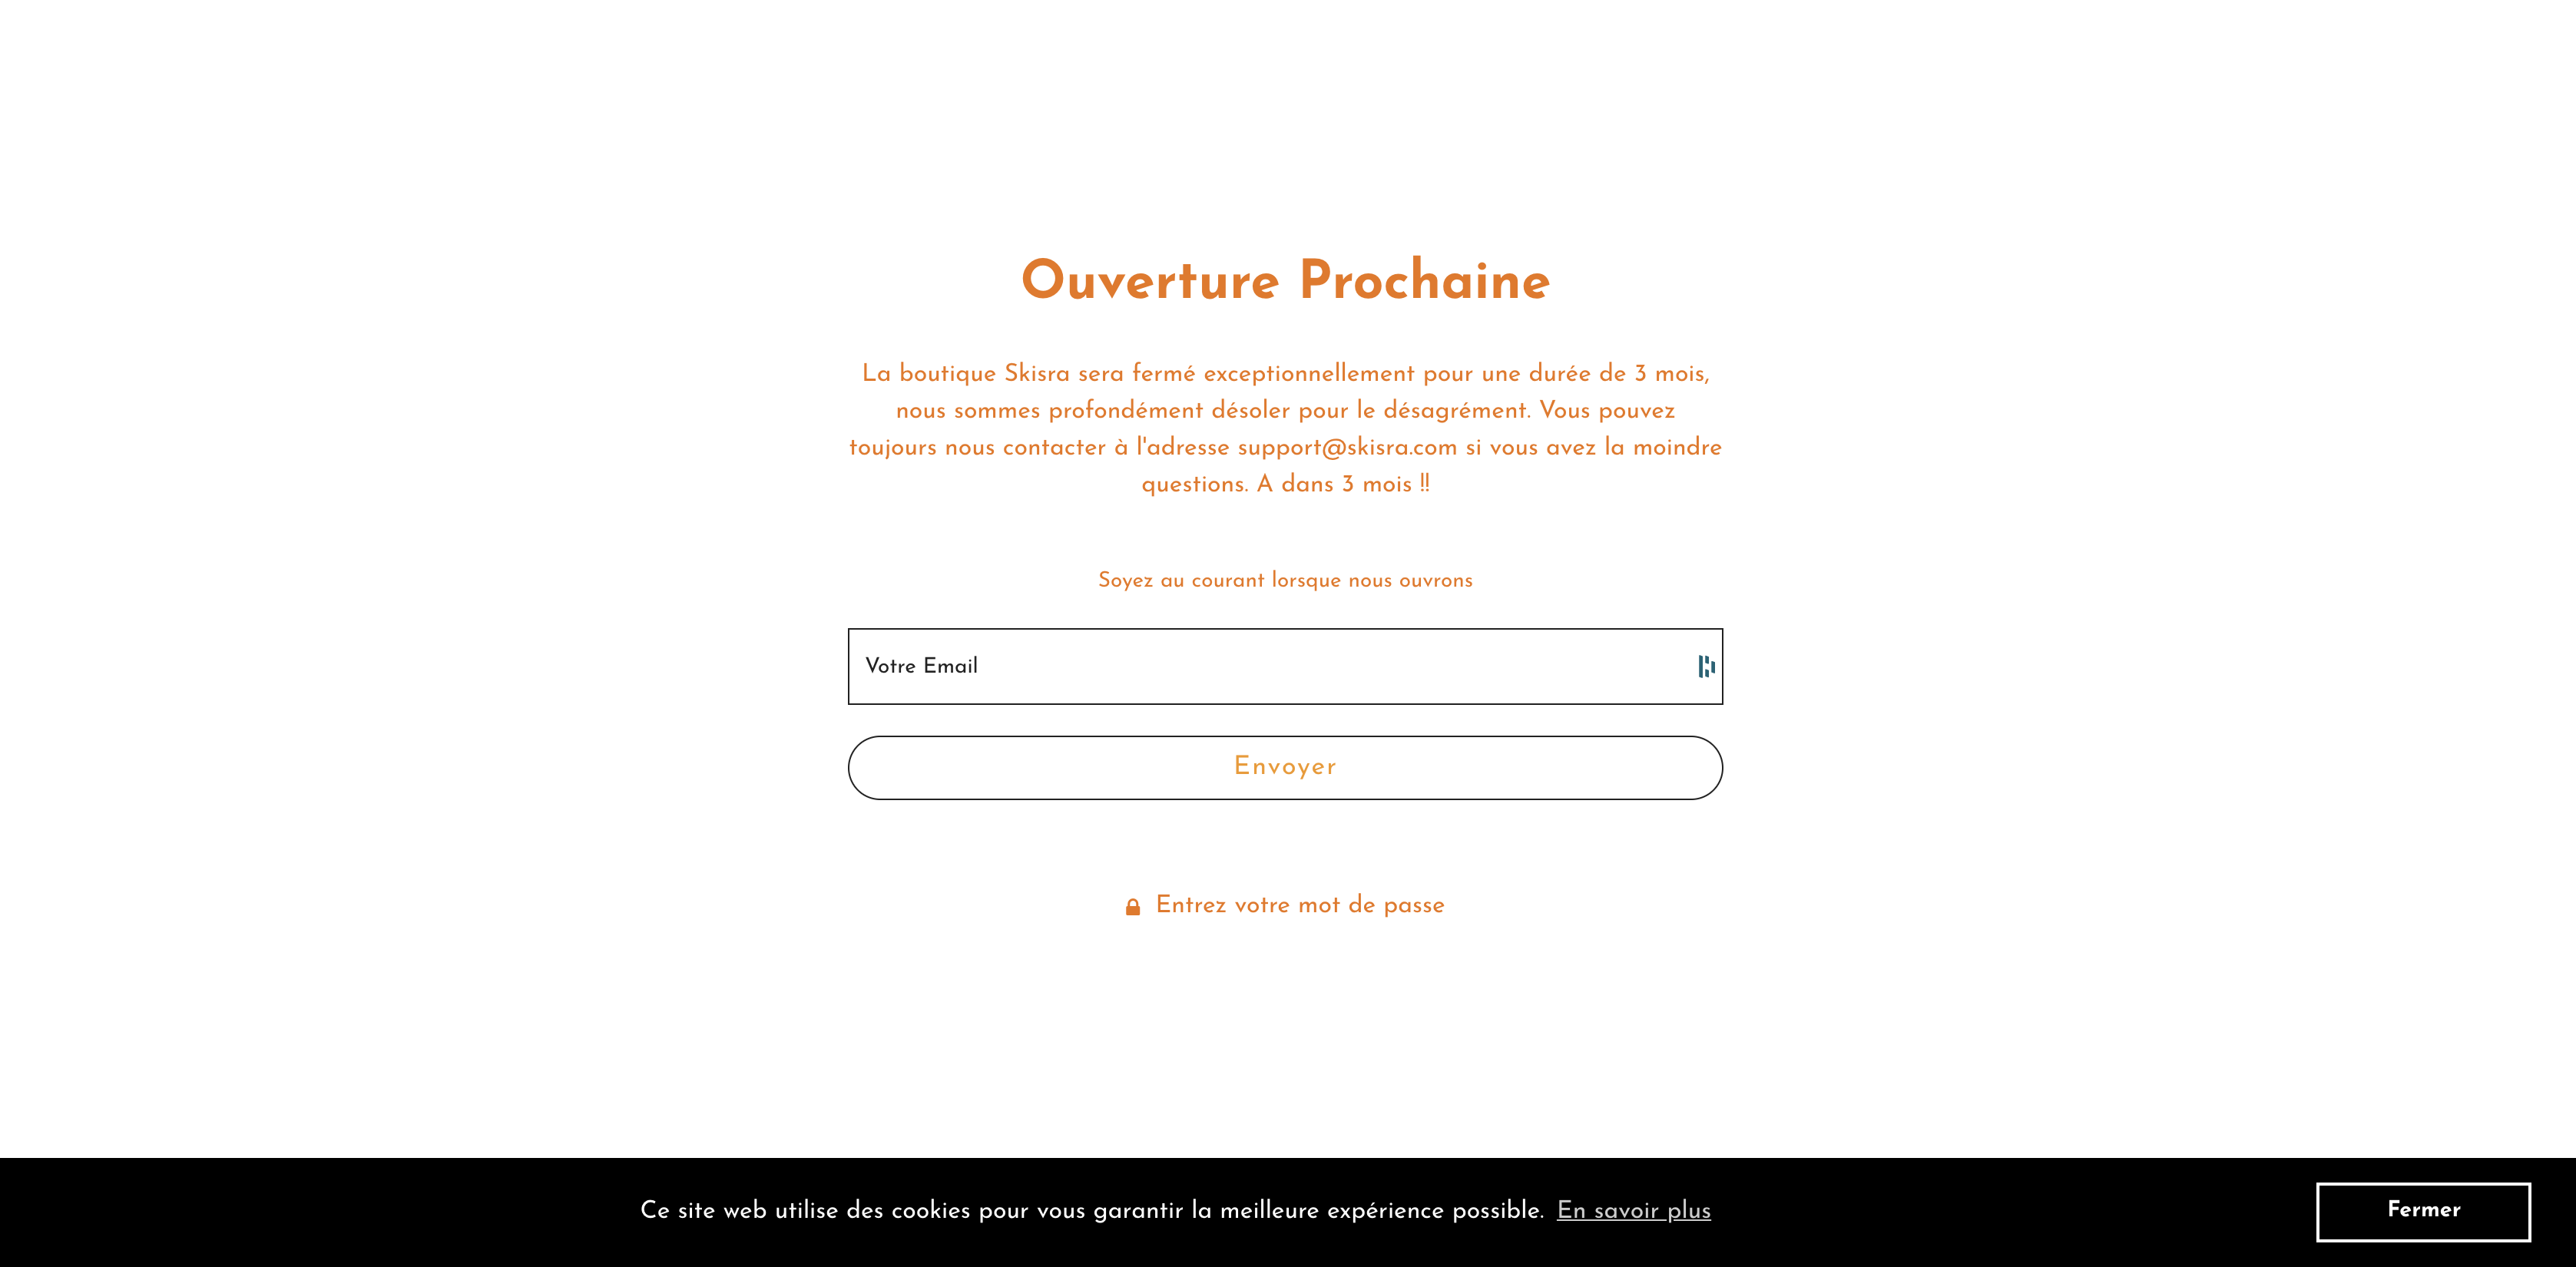 Ouverture Prochaine
La boutique Skisra sera fermé exceptionnellement pour une durée de 3 mois,
nous sommes profondément désoler pour le désagrément. Vous pouvez
toujours nous contacter à l'adresse support@skisra.com si vous avez la moindre
questions. A dans 3 mois !!
Soyez au courant lorsque nous ouvrons
Votre Email
Envoyer
Entrez votre mot de passe
Ce site web utilise des cookies pour vous garantir la meilleure expérience possible. En savoir plus
Fermer